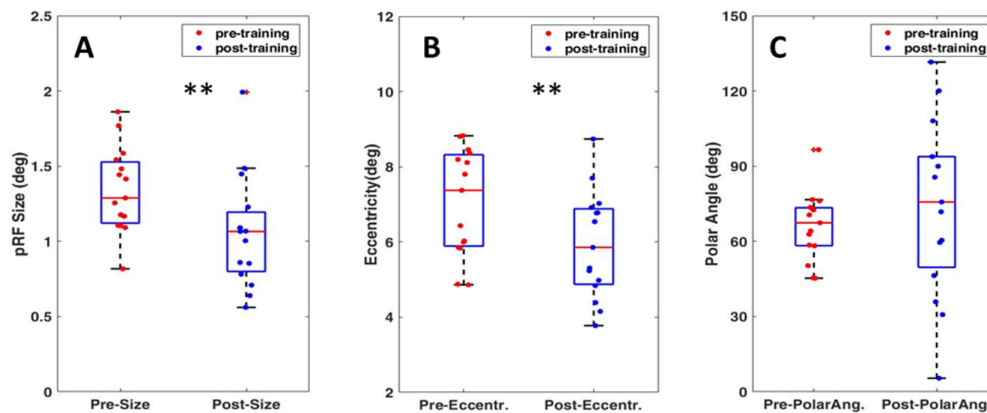 A
pre-training
post-training
**
pRF Size (deg)
2.5
2
1.5
1
0.5
0
Pre-Size
Post-Size
B
pre-training
post-training
**
Eccentricity(deg)
12
10
8
6
4
2
Pre-Eccentr.
Post-Eccentr.
C
pre-training
post-training
Polar Angle (deg)
150
120
90
60
30
0
Pre-PolarAng.
Post-PolarAng.